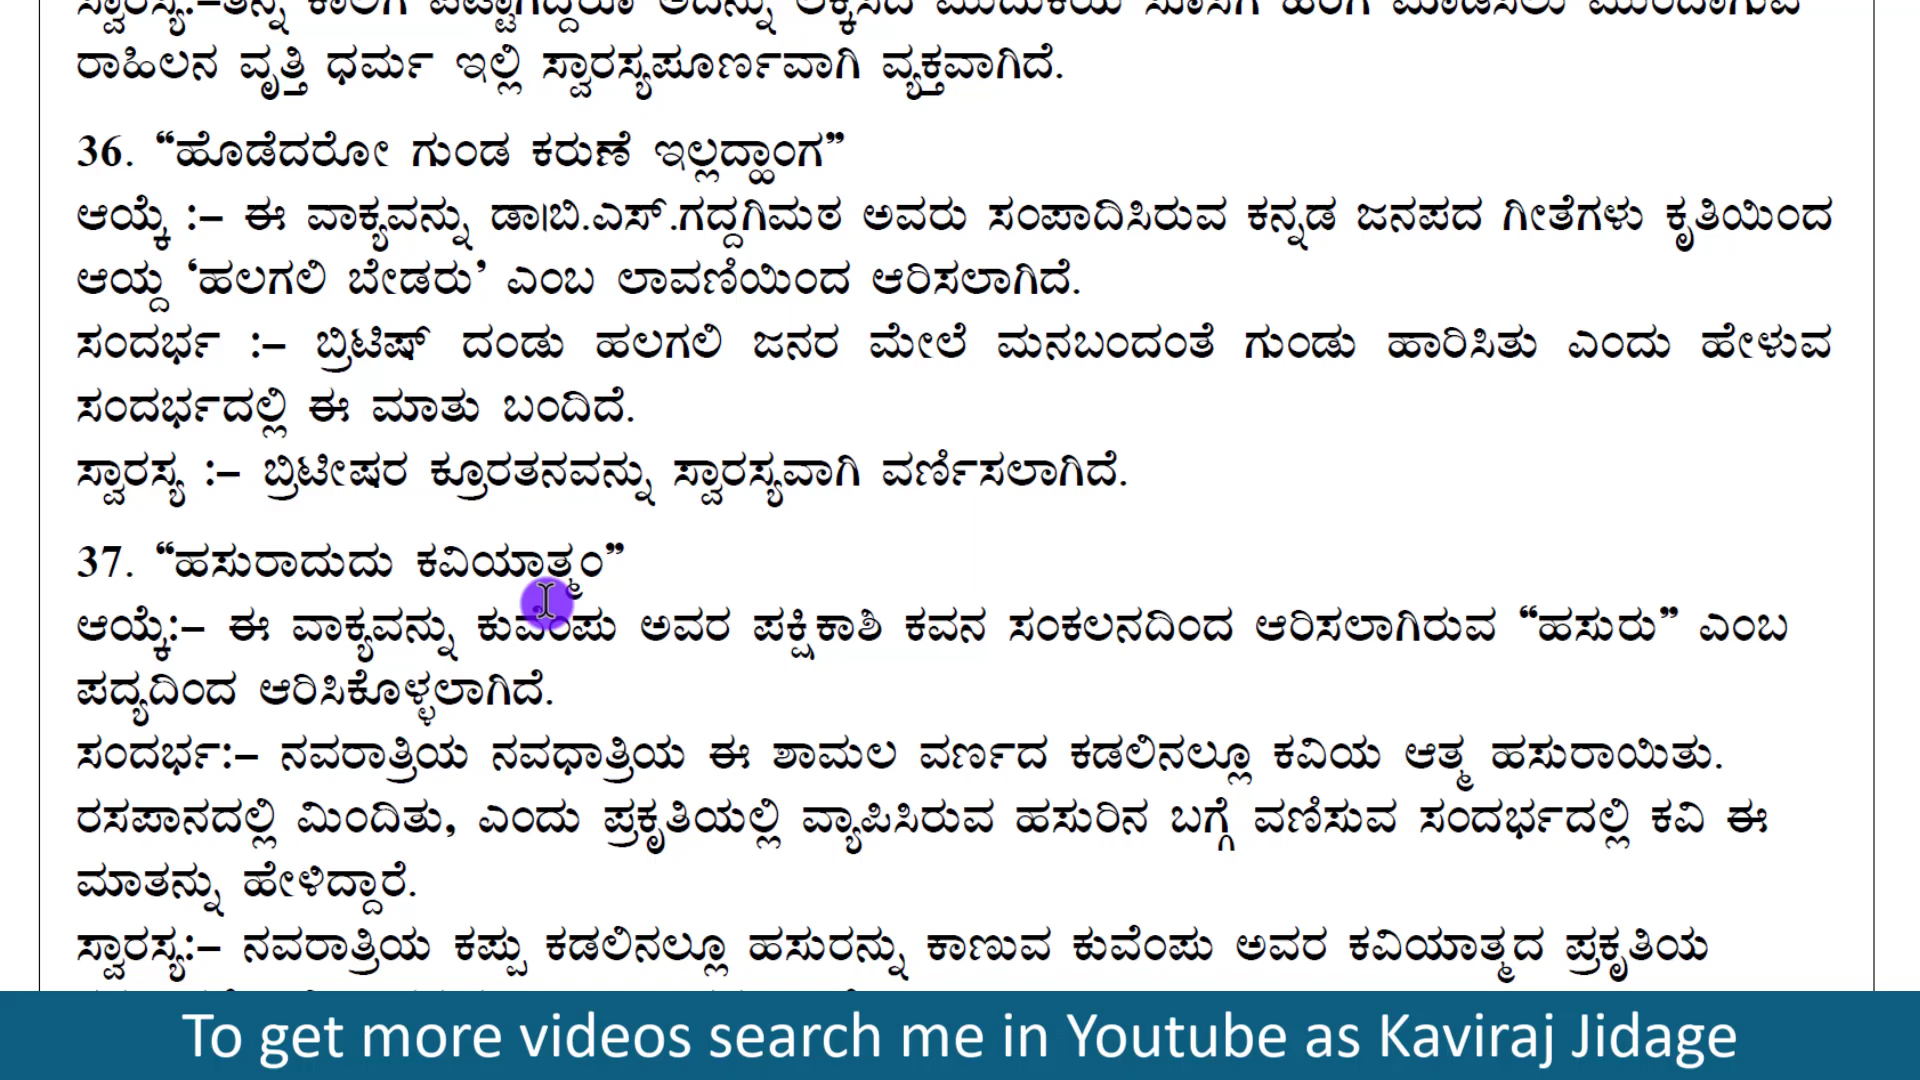 ರಾಹಿಲನ ವೃತ್ತಿ ಧರ್ಮ ಇಲ್ಲಿ ಸ್ವಾರಸ್ಯಪೂರ್ಣವಾಗಿ ವ್ಯಕ್ತವಾಗಿದೆ.
36. “ಹೊಡೆದರೋ ಗುಂಡ ಕರುಣೆ ಇಲ್ಲದ್ಹಾಂಗ”
ಆಯ್ಕೆ :– ಈ ವಾಕ್ಯವನ್ನು ಡಾ।ಬಿ.ಎಸ್.ಗದ್ದಗಿಮಠ ಅವರು ಸಂಪಾದಿಸಿರುವ ಕನ್ನಡ ಜನಪದ ಗೀತೆಗಳು ಕೃತಿಯಿಂದ
ಆಯ್ದ ‘ಹಲಗಲಿ ಬೇಡರು’ ಎಂಬ ಲಾವಣಿಯಿಂದ ಆರಿಸಲಾಗಿದೆ.
ಸಂದರ್ಭ :– ಬ್ರಿಟಿಷ್ ದಂಡು ಹಲಗಲಿ ಜನರ ಮೇಲೆ ಮನಬಂದಂತೆ ಗುಂಡು ಹಾರಿಸಿತು ಎಂದು ಹೇಳುವ
ಸಂದರ್ಭದಲ್ಲಿ ಈ ಮಾತು ಬಂದಿದೆ.
ಸ್ವಾರಸ್ಯ :– ಬ್ರಿಟೀಷರ ಕ್ರೂರತನವನ್ನು ಸ್ವಾರಸ್ಯವಾಗಿ ವರ್ಣಿಸಲಾಗಿದೆ.
37. “ಹಸುರಾದುದು ಕವಿಯಾತ್ಮಂ”
ಆಯ್ಕೆ:– ಈ ವಾಕ್ಯವನ್ನು ಕುವೆಂಪು ಅವರ ಪಕ್ಷಿಕಾಶಿ ಕವನ ಸಂಕಲನದಿಂದ ಆರಿಸಲಾಗಿರುವ “ಹಸುರು” ಎಂಬ
ಪದ್ಯದಿಂದ ಆರಿಸಿಕೊಳ್ಳಲಾಗಿದೆ.
ಸಂದರ್ಭ:– ನವರಾತ್ರಿಯ ನವಧಾತ್ರಿಯ ಈ ಶಾಮಲ ವರ್ಣದ ಕಡಲಿನಲ್ಲೂ ಕವಿಯ ಆತ್ಮ ಹಸುರಾಯಿತು.
ರಸಪಾನದಲ್ಲಿ ಮಿಂದಿತು, ಎಂದು ಪ್ರಕೃತಿಯಲ್ಲಿ ವ್ಯಾಪಿಸಿರುವ ಹಸುರಿನ ಬಗ್ಗೆ ವಣಿಸುವ ಸಂದರ್ಭದಲ್ಲಿ ಕವಿ ಈ
ಮಾತನ್ನು ಹೇಳಿದ್ದಾರೆ.
ಸ್ವಾರಸ್ಯ:– ನವರಾತ್ರಿಯ ಕಪ್ಪು ಕಡಲಿನಲ್ಲೂ ಹಸುರನ್ನು ಕಾಣುವ ಕುವೆಂಪು ಅವರ ಕವಿಯಾತ್ಮದ ಪ್ರಕೃತಿಯ
To get more videos search me in Youtube as Kaviraj Jidage